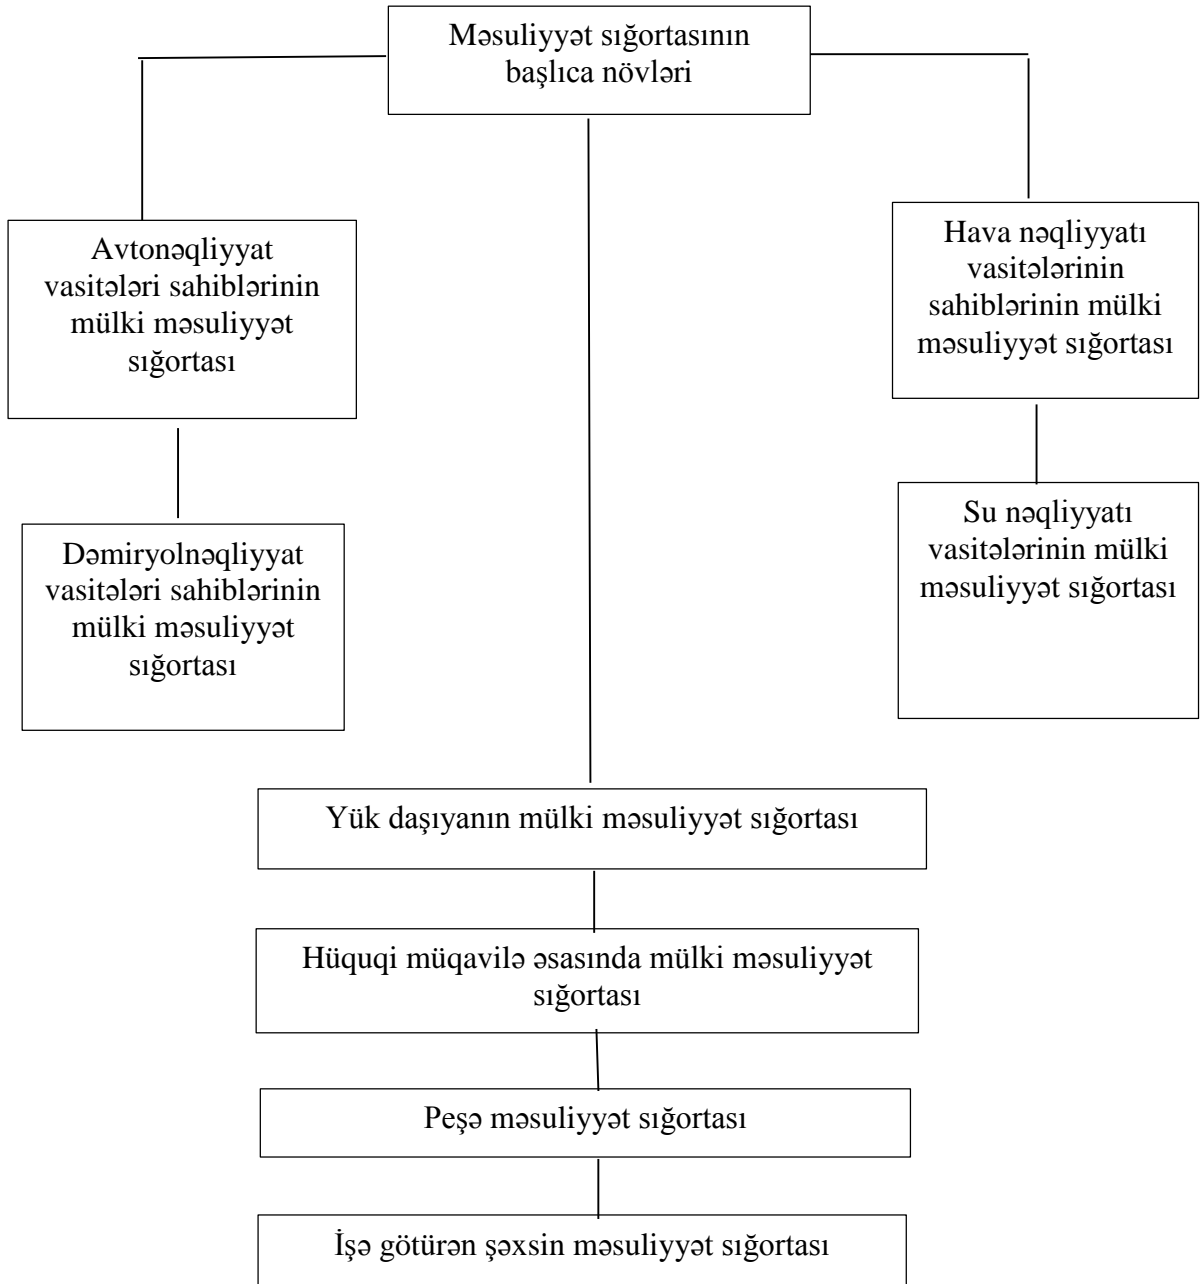 Məsuliyyət sığortasının
başlıca növləri
Avtonəqliyyat
vasitələri sahiblərinin
mülki məsuliyyət
sığortası
Hava nəqliyyatı
vasitələrinin
sahiblərinin mülki
məsuliyyət sığortası
Dəmiryolnəqliyyat
vasitələri sahiblərinin
mülki məsuliyyət
sığortası
Su nəqliyyatı
vasitələrinin mülki
məsuliyyət sığortası
Yük daşıyanın mülki məsuliyyət sığortası
Hüquqi müqavilə əsasında mülki məsuliyyət
sığortası
Peşə məsuliyyət sığortası
İşə götürən şəxsin məsuliyyət sığortası